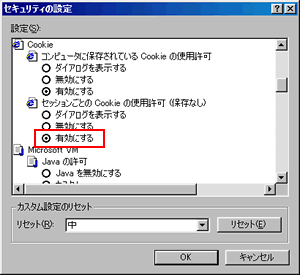 セキュリティの設定
設定(S):
Cookie
コンピュータに保存されている Cookie の使用許可
ダイアログを表示する
無効にする
有効にする
セッションごとの Cookie の使用許可 (保存なし)
ダイアログを表示する
無効にする
有効にする
Microsoft VM
Java の許可
Java を無効にする
カスタム設定のリセット
リセット(R):
中
リセット(E)
OK
キャンセル